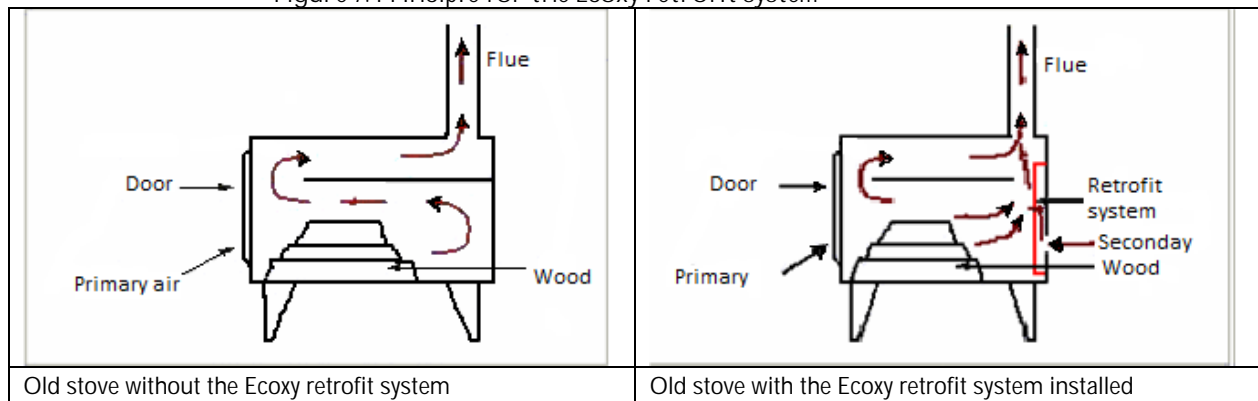 Flue
Door
Primary air
Wood
Flue
Door
Retrofit
system
Seconday
Wood
Primary
Old stove without the Ecoxy retrofit system
Old stove with the Ecoxy retrofit system installed